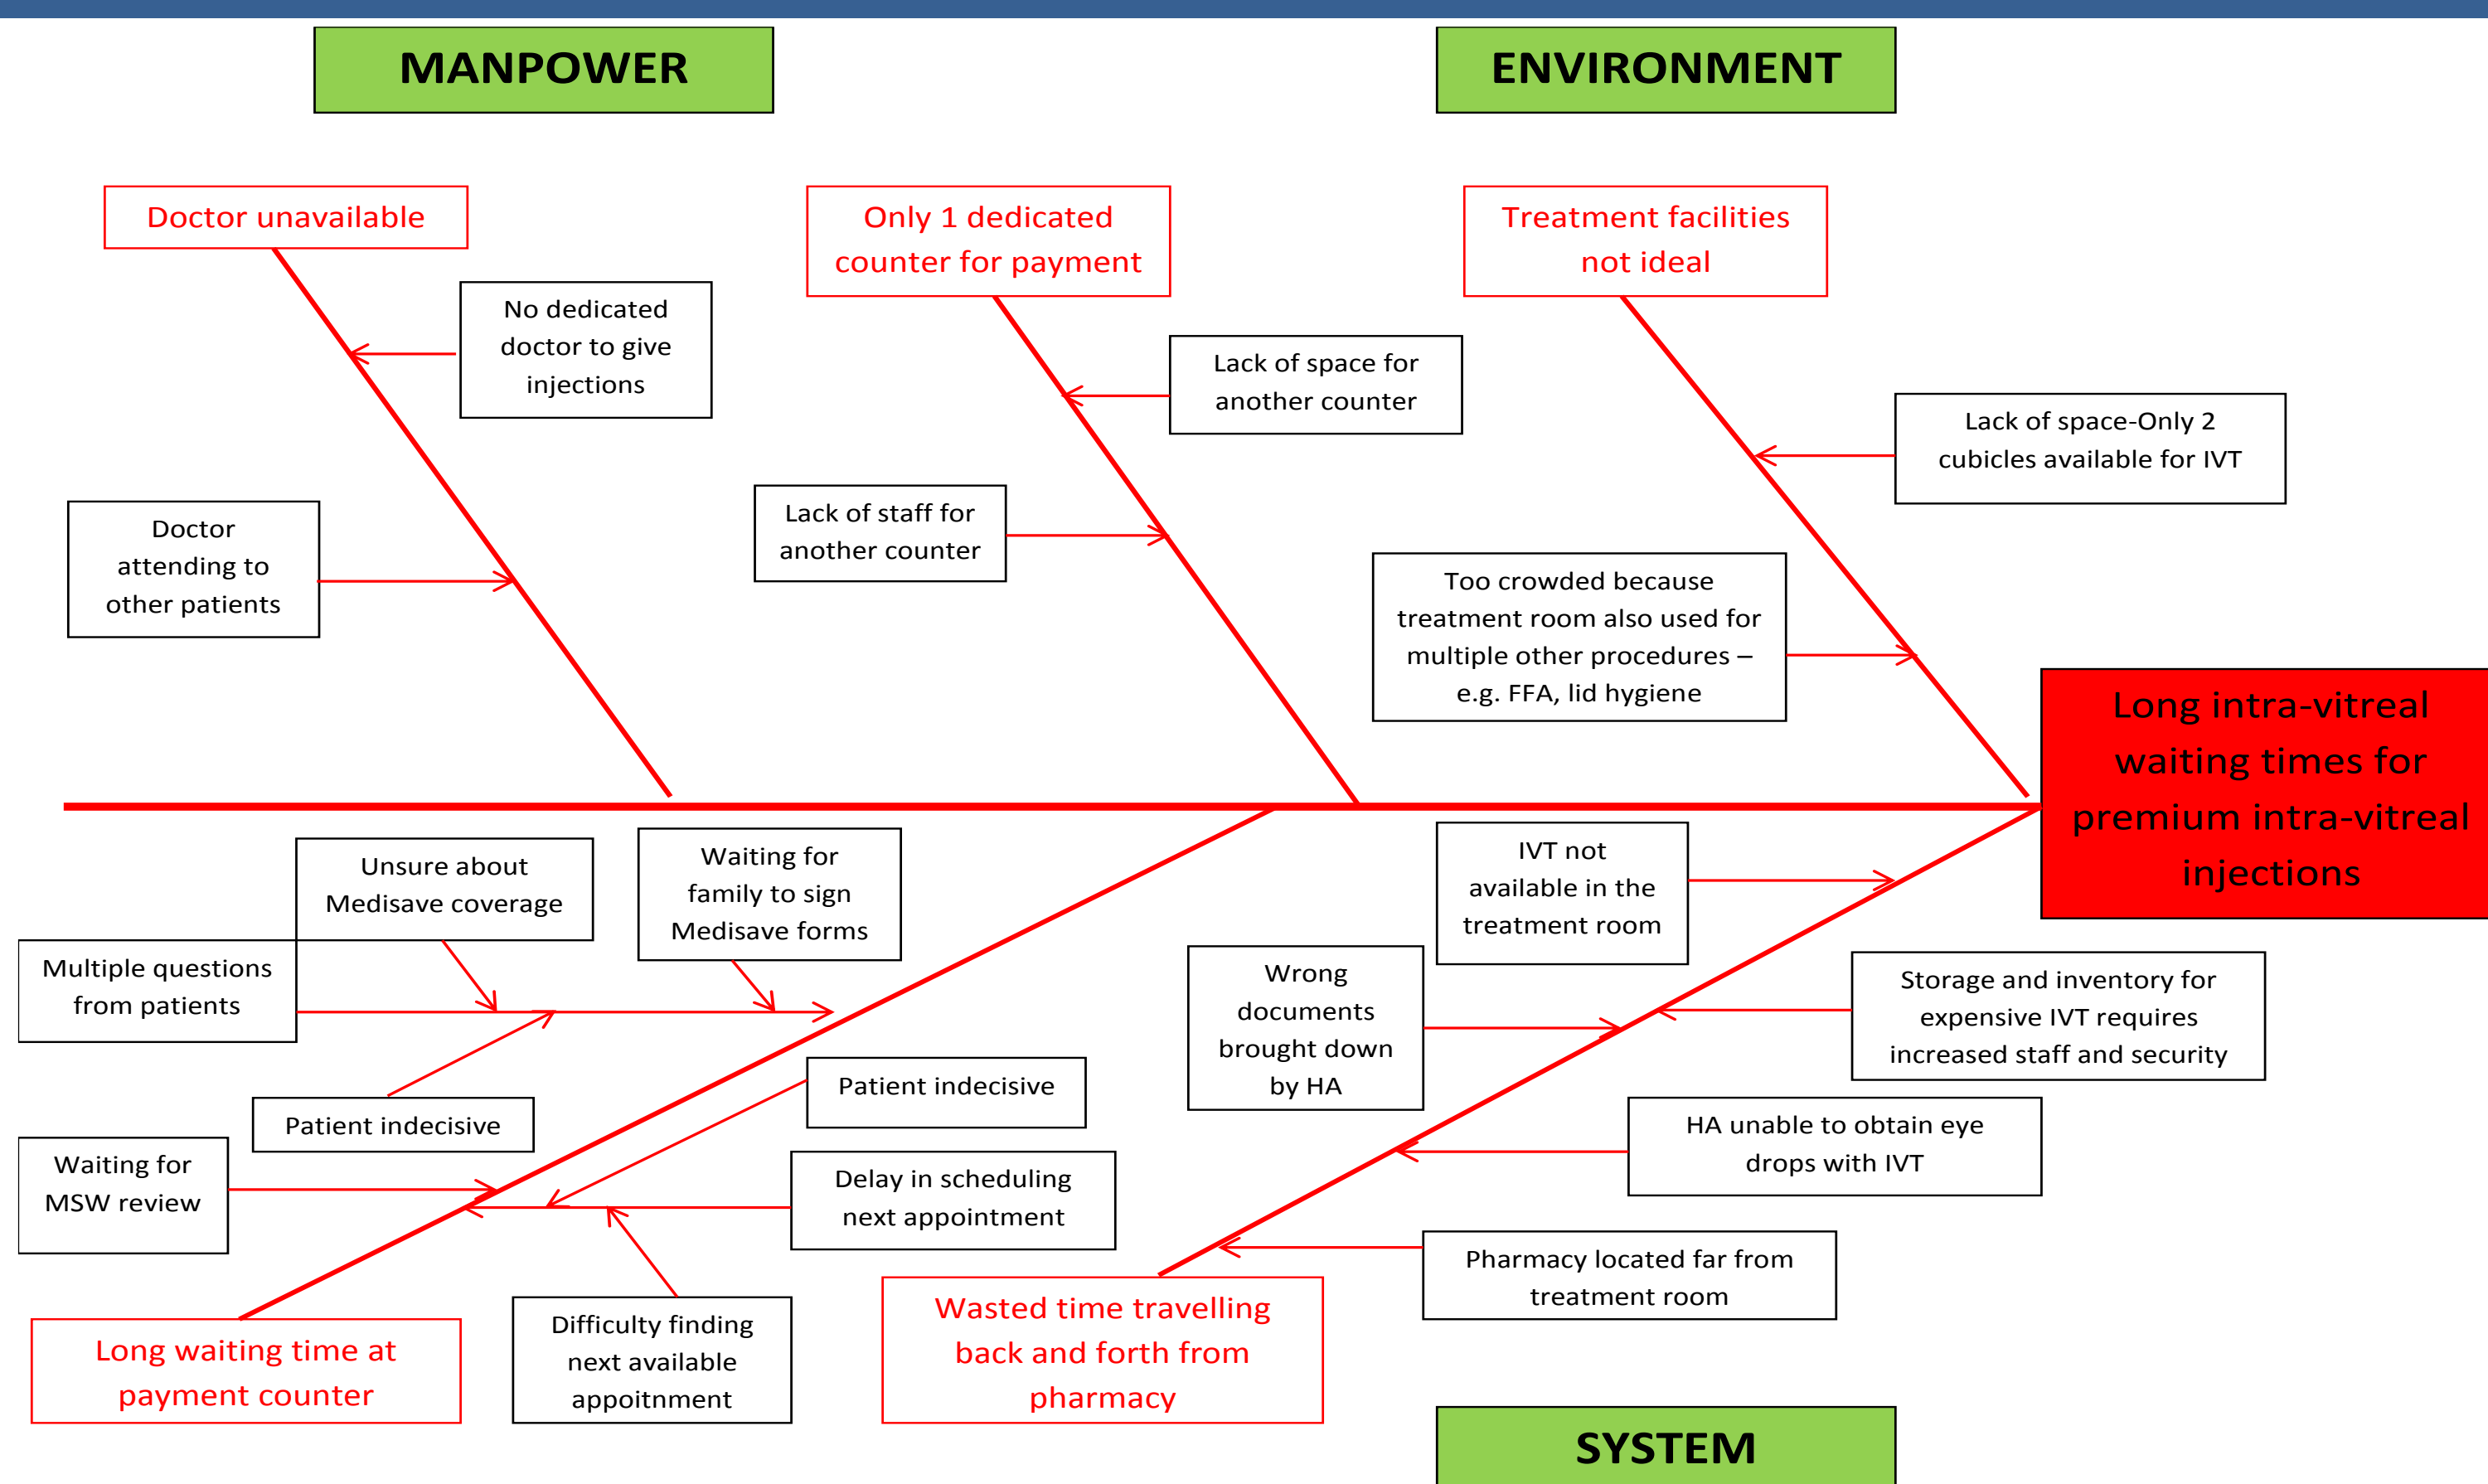 MANPOWER
ENVIRONMENT
Doctor unavailable
Only 1 dedicated
counter for payment
Treatment facilities
not ideal
No dedicated
doctor to give
injections
Lack of space for
another counter
Lack of space-Only 2
cubicles available for IVT
Doctor
attending to
other patients
Lack of staff for
another counter
Too crowded because
treatment room also used for
multiple other procedures –
e.g. FFA, lid hygiene
Long intra-vitreal
waiting times for
premium intra-vitreal
injections
Unsure about
Medisave coverage
Waiting for
family to sign
Medisave forms
IVT not
available in the
treatment room
Multiple questions
from patients
Wrong
documents
brought down
by HA
Storage and inventory for
expensive IVT requires
increased staff and security
Patient indecisive
Patient indecisive
HA unable to obtain eye
drops with IVT
Waiting for
MSW review
Delay in scheduling
next appointment
Pharmacy located far from
treatment room
Long waiting time at
payment counter
Difficulty finding
next available
appoitnment
Wasted time travelling
back and forth from
pharmacy
SYSTEM